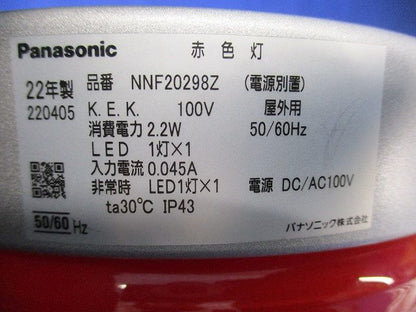 Panasonic 赤色灯
22年製 品番 NNF20298Z (電源別置)
220405 K.E.K. 100V 屋外用
消費電力 2.2W 50/60Hz
LED 1灯×1
入力電流 0.045A
非常時 LED1灯×1 電源 DC/AC100V
ta30℃ IP43
50/60 Hz パナソニック株式会社